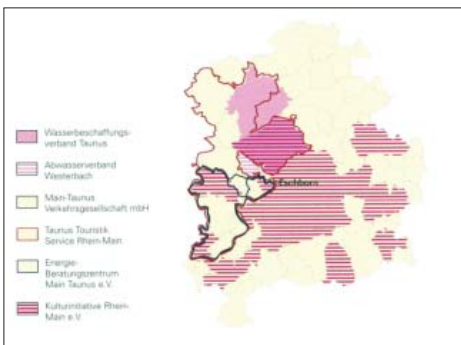 Wasserbeschaffungs-
verband Taunus
Abwasserverband
Westerbach
Main-Taunus
Verkehrsgesellschaft mbH
Taunus Touristik
Service Rhein-Main
Energie-
Beratungszentrum
Main Taunus e.V.
Kulturinitiative Rhein-
Main e.V.
Eschborn